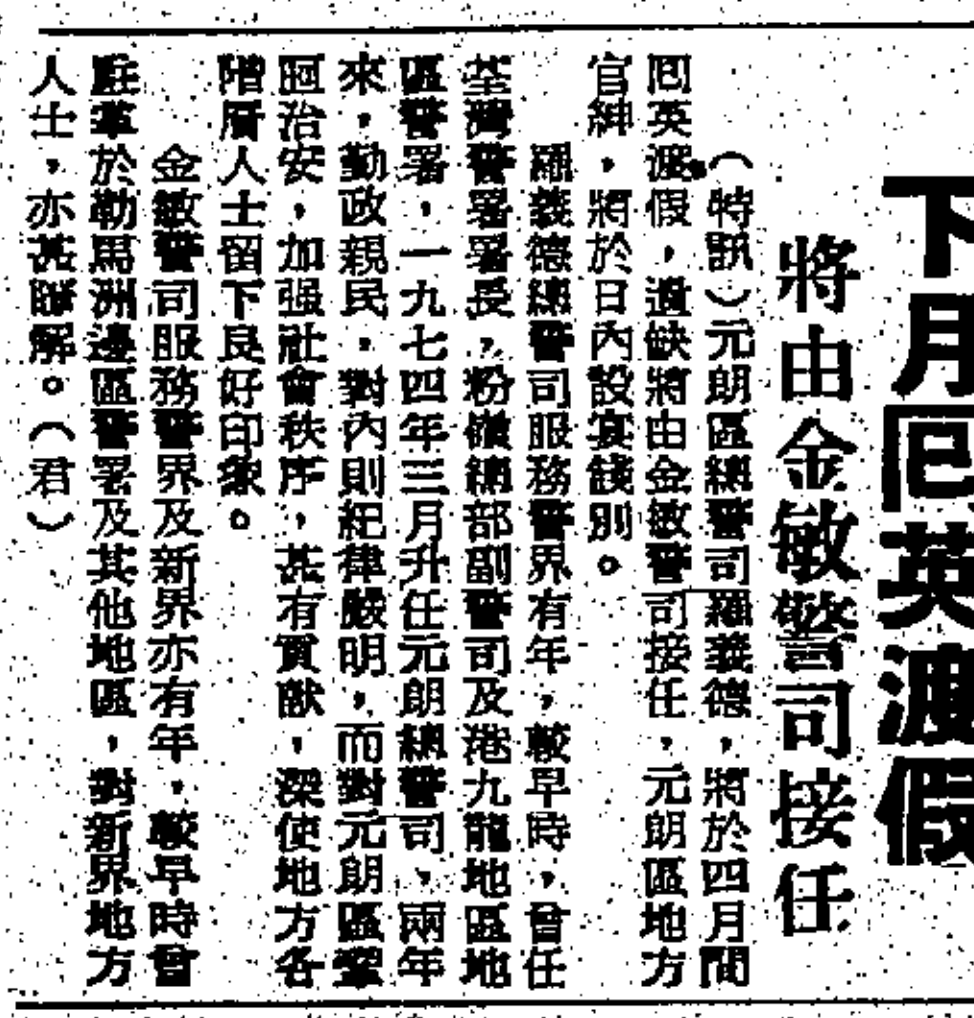 下月囘英渡假
將由金敏警司接任
（特訊）元朗區總警司羅義德，將於四月間
囘英渡假，遺缺將由金敏警司接任，元朗區地方
官紳，將於日內設宴餞別。
羅義德總警司服務警界有年，較早時，曾任
荃灣警署署長，粉嶺總部副警司及港九龍地區地
區警署，一九七四年三月升任元朗總警司，兩年
來，勤政親民，對內則紀律嚴明，而對元朗區
囘治安，加强社會秩序，甚有貢献，深使地方各
階層人士留下良好印象。
金敏警司服務警界及新界亦有年，較早時曾
駐於勒馬洲邊區警署及其他地區，對新界地方
人士，亦甚瞭解。（君）